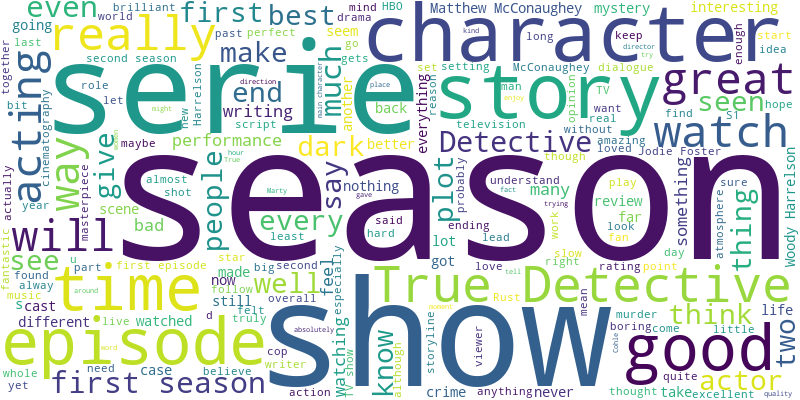 season
show
serie
character
story
True Detective
episode
time
good
great
watch
will
really
acting
first season
way
even
first
best
make
end
much
dark
Detective
seen
think
actor
two
thing
something
plot
every
people
say
give
see
well
know
feel
watching
Matthew McConaughey
HBO
mystery
interesting
brilliant
world
going
last
drama
mind
past
perfect
seem
go
gets
long
kind
keep
director
try
enough
start
idea
together
second season
set
setting
McConaughey
dialogue
role
let
another
back
everything
reason
man
opinion
TV
want
S1
hope
bit
cinematography
new
Harrelson
writing
script
direction
main character
place
television
real
find
maybe
performance
might
enjoy
without
amazing
loved
Jodie Foster
actually
masterpiece
almost
shot
hour
True
better
though
probably
understand
many
play
sure
year
scene
nothing
Marty
fact
review
look
atmosphere
Woody Harrelson
bad
least
said
gave
trying
ending
far
fan
hard
lot
lead
work
slow
day
fantastic
u
star
part
first episode
big
second
love
got
right
rating
point
found
alway
made
follow
now
overall
especially
tell
music
around
still
felt
truly
Rust
mean
murder
life
s
cast
different
live
watched
d
absolutely
cop
TV show
although
storyline
viewer
boring
come
little
whole
yet
need
case
believe
writer
action
crime
anything
never
cohle
thought
quite
take
excellent
quality
word
moment